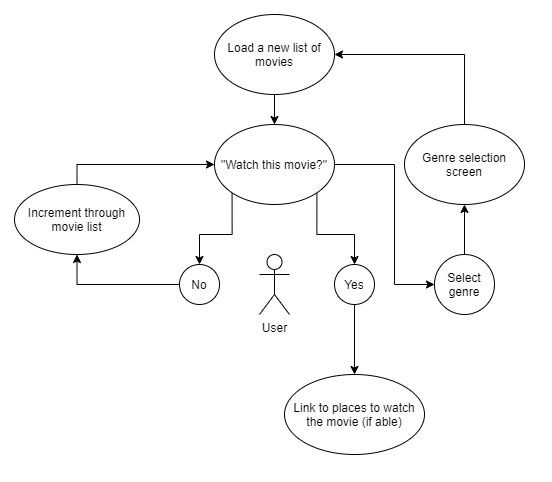 Load a new list of
movies
"Watch this movie?"
Genre selection
screen
Increment through
movie list
No
Yes
Select
genre
User
Link to places to watch
the movie (if able)